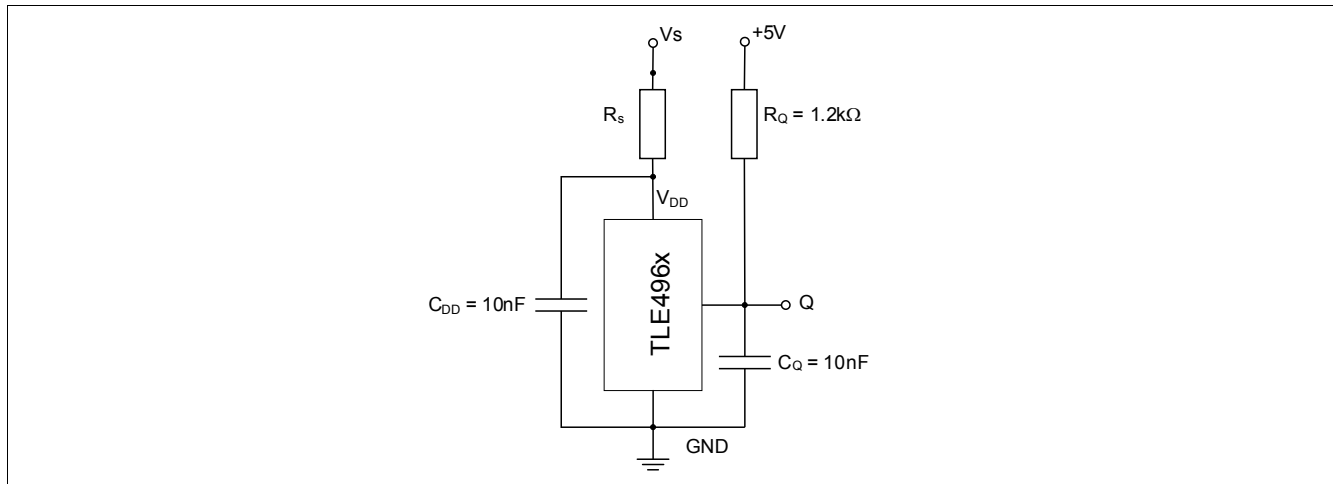 Vs
+5V
Rs
RQ = 1.2kΩ
VDD
TLE496x
CDD = 10nF
Q
CQ = 10nF
GND